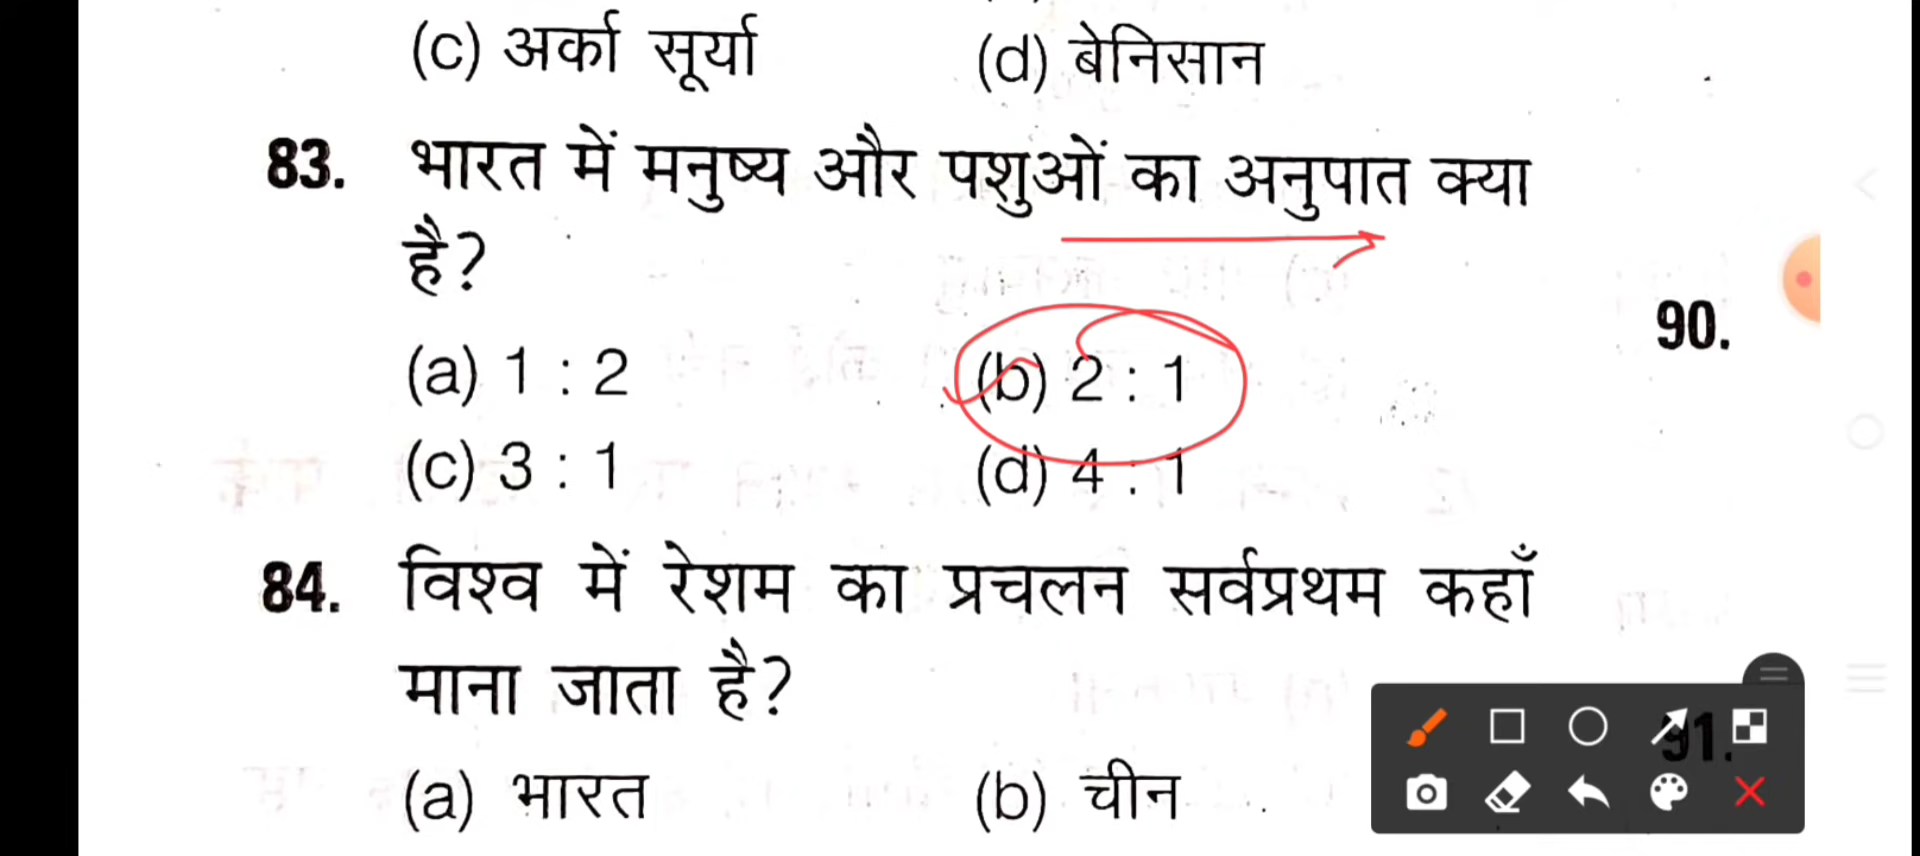 (c) अर्का सूर्या (d) बेनिसान
83. भारत में मनुष्य और पशुओं का अनुपात क्या
है?
(a) 1 : 2 (b) 2 : 1
(c) 3 : 1 (d) 4 : 1
84. विश्व में रेशम का प्रचलन सर्वप्रथम कहाँ
माना जाता है?
(a) भारत (b) चीन
90.
91.